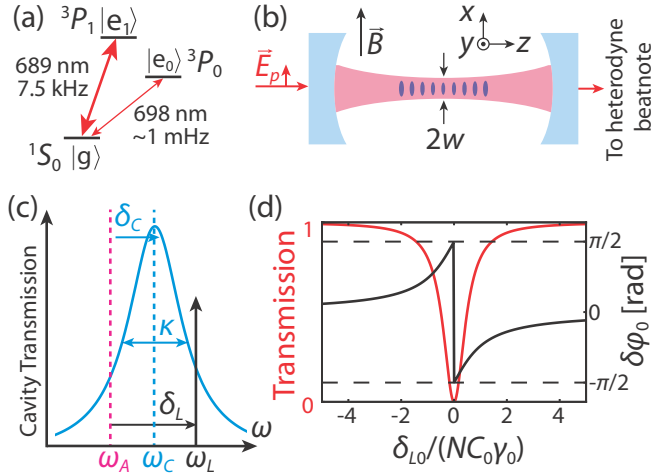 (a)
³P₁ |e₁⟩
|e₀⟩ ³P₀
689 nm
7.5 kHz
698 nm
~1 mHz
¹S₀ |g⟩
(b)
B⃗
x
y
z
E⃗ₚ
2w
To heterodyne
beatnote
(c)
Cavity Transmission
δ_C
κ
δ_L
ω
ω_A
ω_C
ω_L
(d)
Transmission
1
0
π/2
0
-π/2
δφ₀ [rad]
-4 -2 0 2 4
δ_L0/(NC₀γ₀)